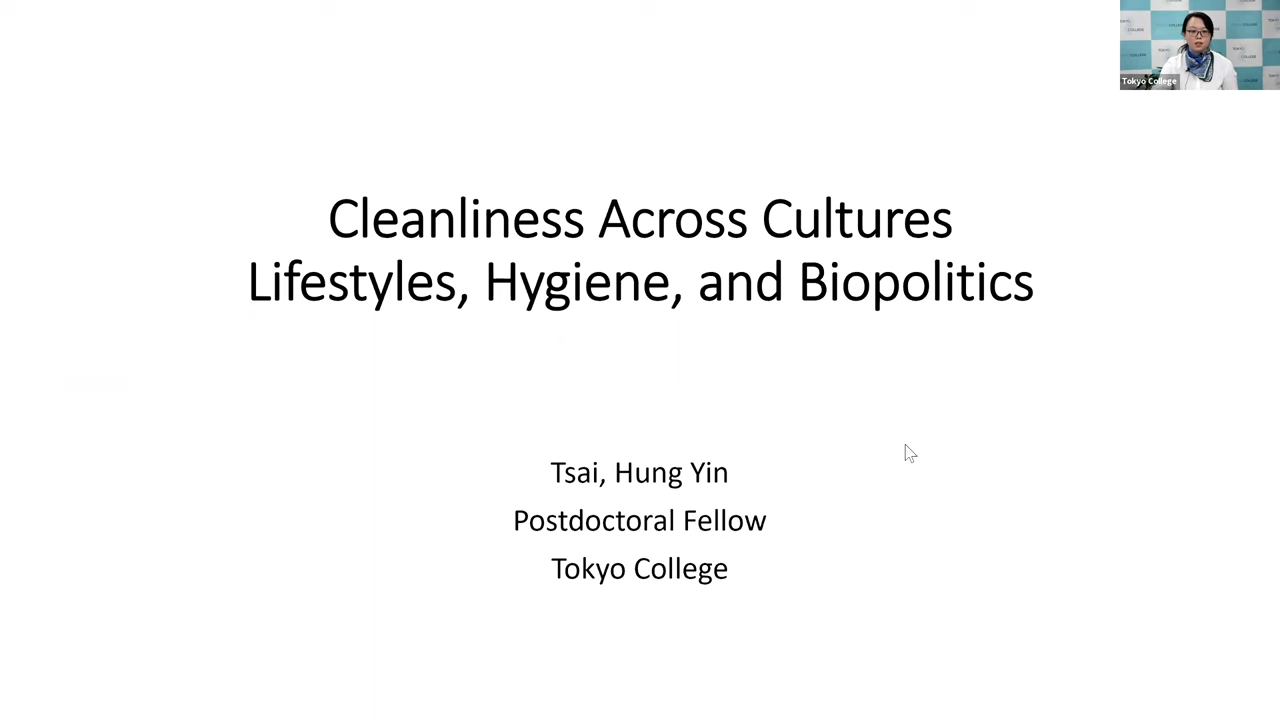 Cleanliness Across Cultures
Lifestyles, Hygiene, and Biopolitics
Tsai, Hung Yin
Postdoctoral Fellow
Tokyo College
Tokyo College